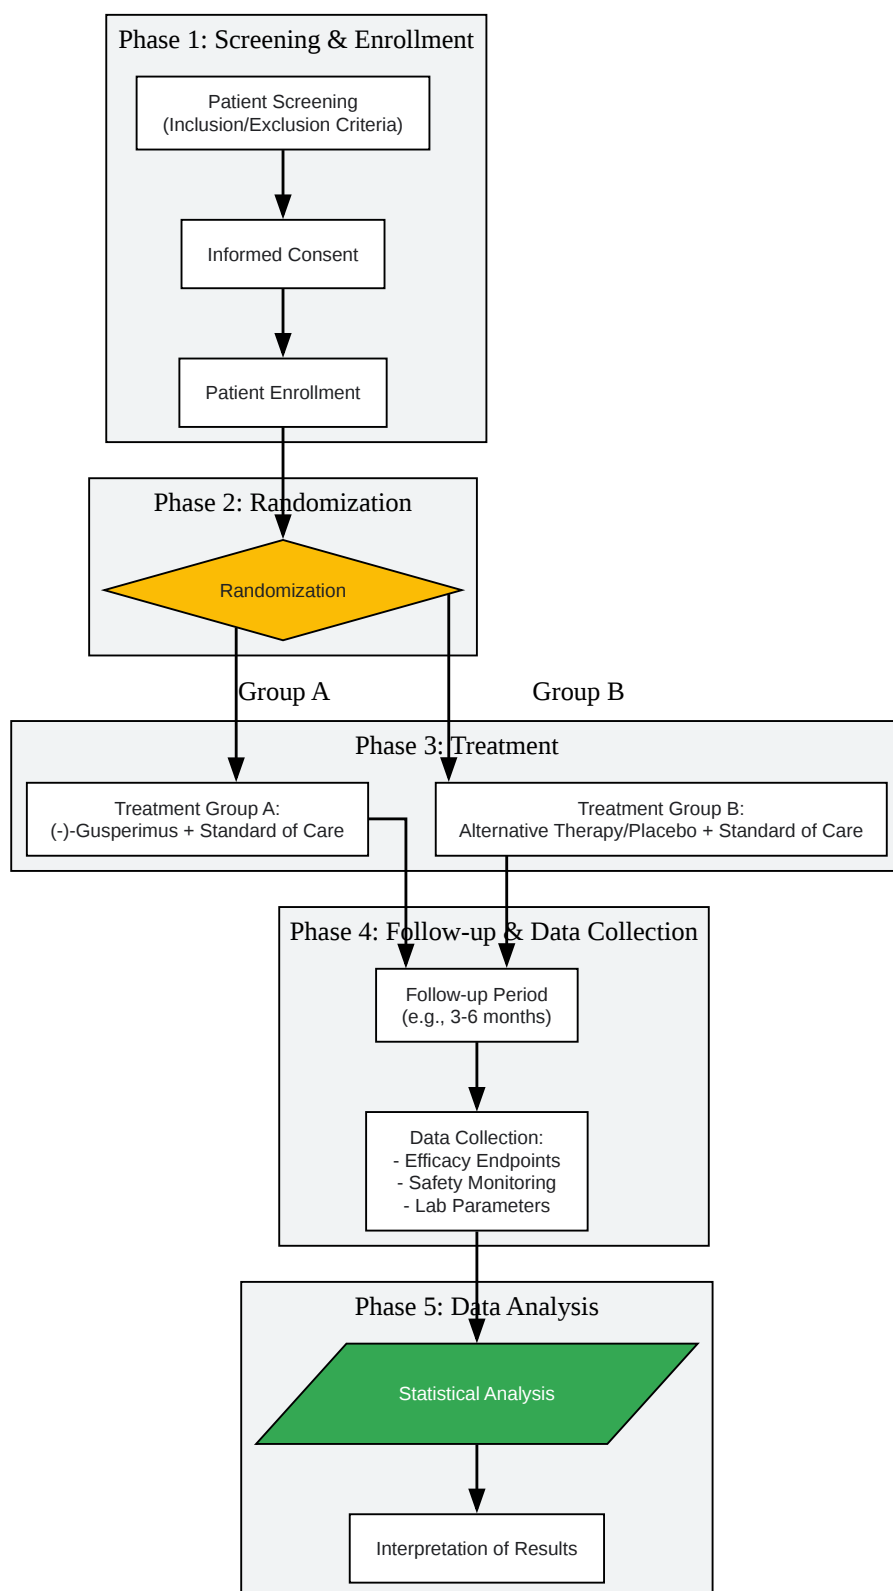 Phase 1: Screening & Enrollment
Patient Screening
(Inclusion/Exclusion Criteria)
Informed Consent
Patient Enrollment
Phase 2: Randomization
Randomization
Group A
Group B
Phase 3: Treatment
Treatment Group A:
(-)-Gusperimus + Standard of Care
Treatment Group B:
Alternative Therapy/Placebo + Standard of Care
Phase 4: Follow-up & Data Collection
Follow-up Period
(e.g., 3-6 months)
Data Collection:
- Efficacy Endpoints
- Safety Monitoring
- Lab Parameters
Phase 5: Data Analysis
Statistical Analysis
Interpretation of Results